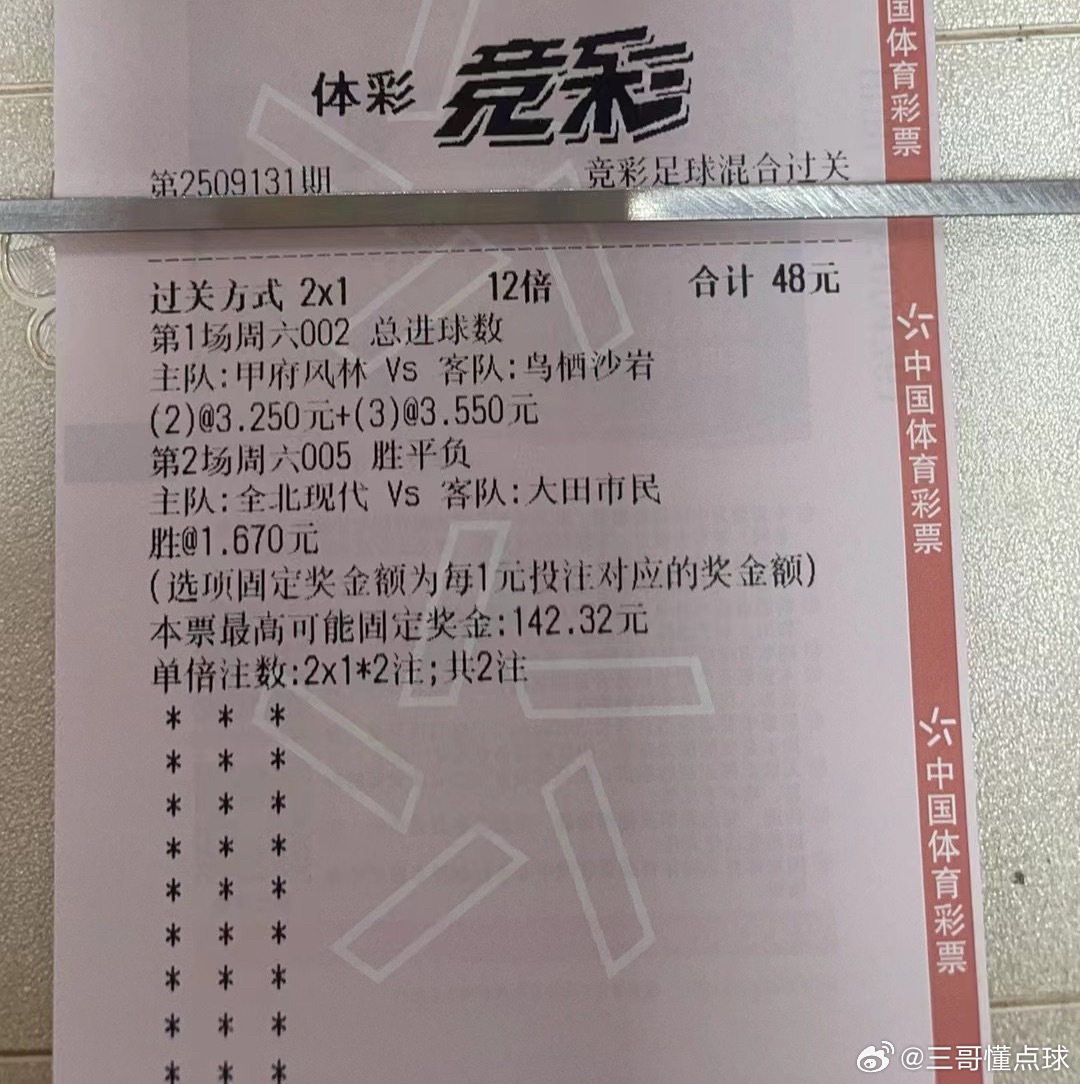 体彩 竞彩
第2509131期 竞彩足球混合过关
过关方式 2x1 12倍 合计 48元
第1场周六002 总进球数
主队:甲府风林 Vs 客队:鸟栖沙岩
(2)@3.250元+(3)@3.550元
第2场周六005 胜平负
主队:全北现代 Vs 客队:大田市民
胜@1.670元
(选项固定奖金额为每1元投注对应的奖金额)
本票最高可能固定奖金:142.32元
单倍注数:2x1*2注;共2注
* * *
* * *
* * *
* * *
* * *
* * *
* * *
* * *
* * *
国体育彩票
中国体育彩票
中国体育彩票
@三哥懂点球